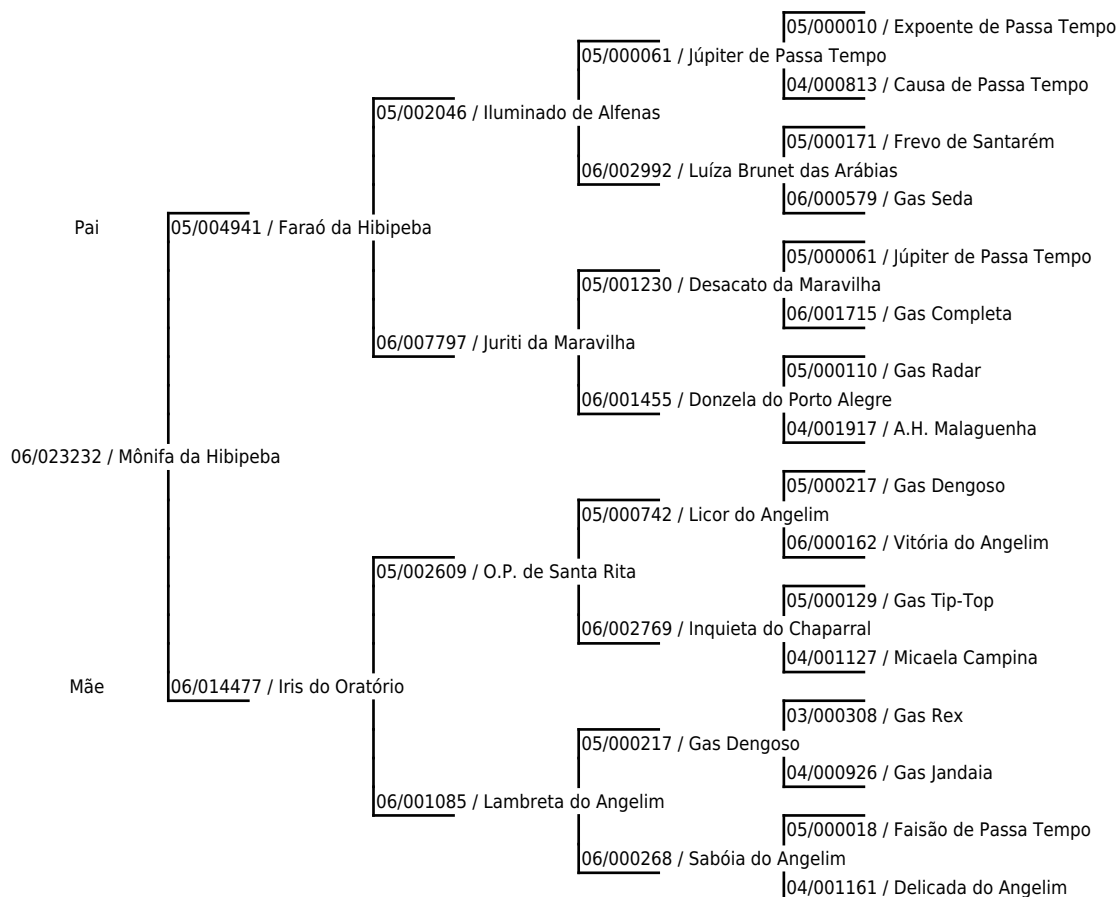 05/000010 / Expoente de Passa Tempo
05/000061 / Júpiter de Passa Tempo
04/000813 / Causa de Passa Tempo
05/002046 / Iluminado de Alfenas
05/000171 / Frevo de Santarém
06/002992 / Luíza Brunet das Arábias
06/000579 / Gas Seda
Pai
05/004941 / Faraó da Hibipeba
05/000061 / Júpiter de Passa Tempo
05/001230 / Desacato da Maravilha
06/001715 / Gas Completa
06/007797 / Juriti da Maravilha
05/000110 / Gas Radar
06/001455 / Donzela do Porto Alegre
04/001917 / A.H. Malaguenha
06/023232 / Mônifa da Hibipeba
05/000217 / Gas Dengoso
05/000742 / Licor do Angelim
06/000162 / Vitória do Angelim
05/002609 / O.P. de Santa Rita
05/000129 / Gas Tip-Top
06/002769 / Inquieta do Chaparral
04/001127 / Micaela Campina
Mãe
06/014477 / Iris do Oratório
03/000308 / Gas Rex
05/000217 / Gas Dengoso
04/000926 / Gas Jandaia
06/001085 / Lambreta do Angelim
05/000018 / Faisão de Passa Tempo
06/000268 / Sabóia do Angelim
04/001161 / Delicada do Angelim